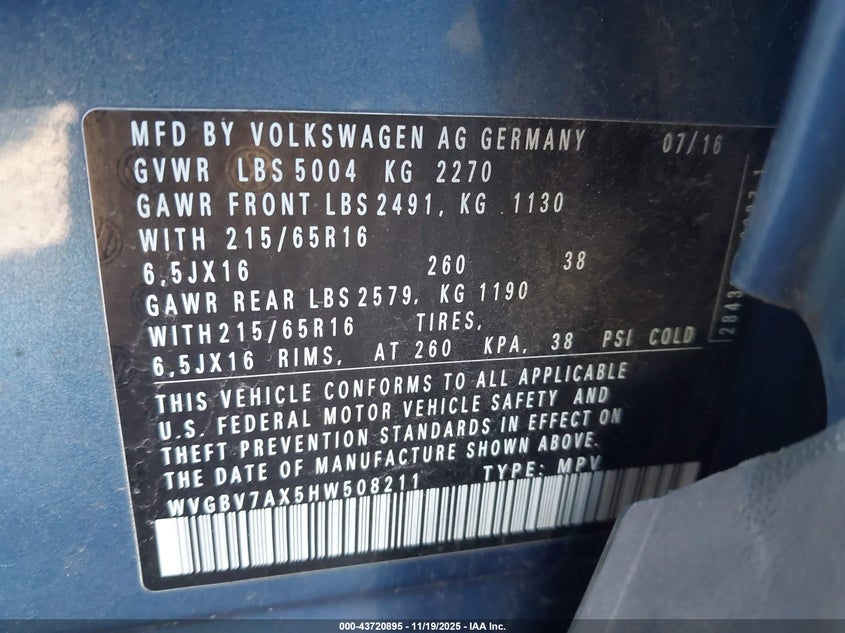 MFD BY VOLKSWAGEN AG GERMANY 07/16
GVWR LBS 5004 KG 2270
GAWR FRONT LBS 2491, KG 1130
WITH 215/65R16
6,5JX16 260 38
GAWR REAR LBS 2579, KG 1190
WITH 215/65R16 TIRES,
6,5JX16 RIMS, AT 260 KPA, 38 PSI COLD
THIS VEHICLE CONFORMS TO ALL APPLICABLE
U.S. FEDERAL MOTOR VEHICLE SAFETY AND
THEFT PREVENTION STANDARDS IN EFFECT ON
THE DATE OF MANUFACTURE SHOWN ABOVE.
WVGBV7AX5HW508211 TYPE: MPV
000-43720895 - 11/19/2025 - IAA Inc.